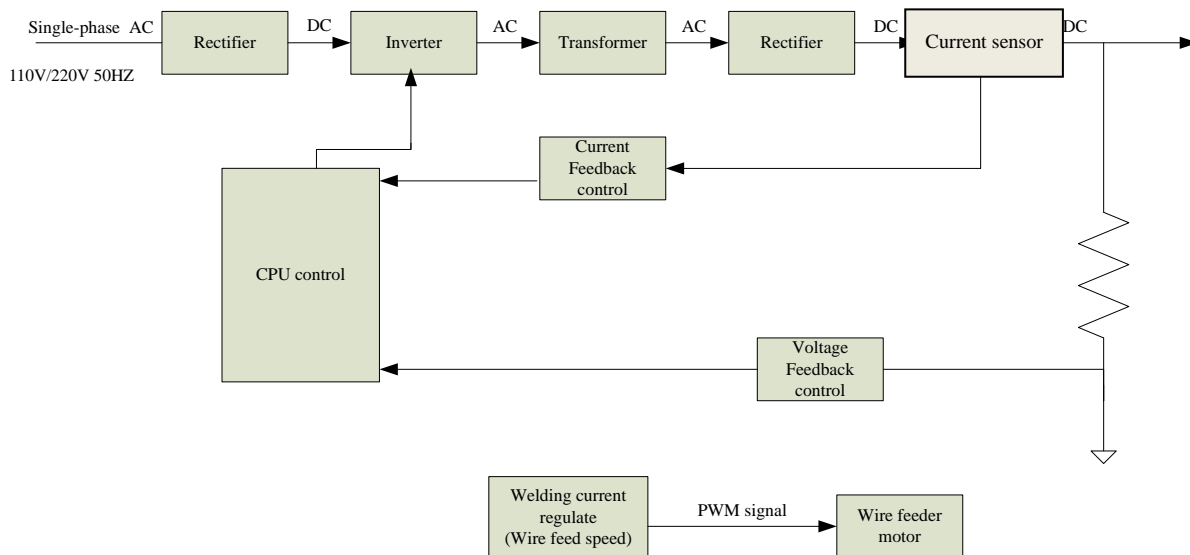 Single-phase AC
110V/220V 50HZ
Rectifier
DC
Inverter
AC
Transformer
AC
Rectifier
DC
Current sensor
DC
Current
Feedback
control
CPU control
Voltage
Feedback
control
Welding current
regulate
(Wire feed speed)
PWM signal
Wire feeder
motor